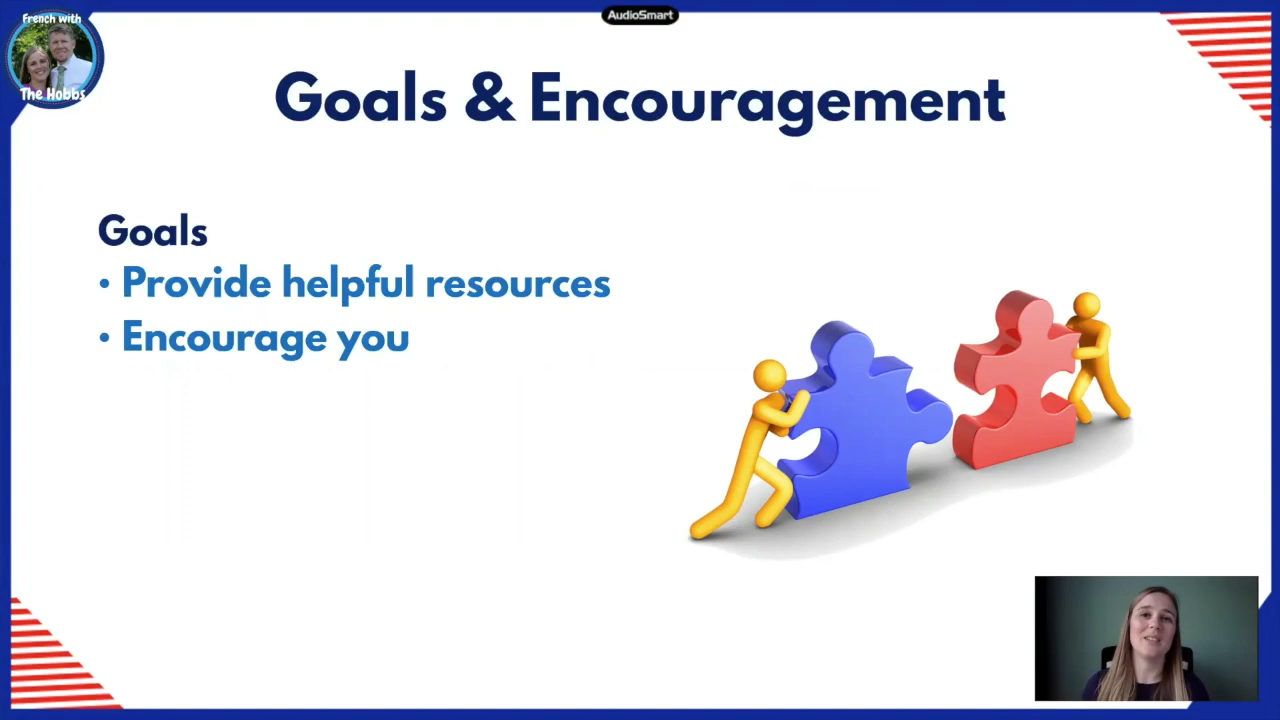 French with
The Hobbs
AudioSmart
Goals & Encouragement
Goals
• Provide helpful resources
• Encourage you